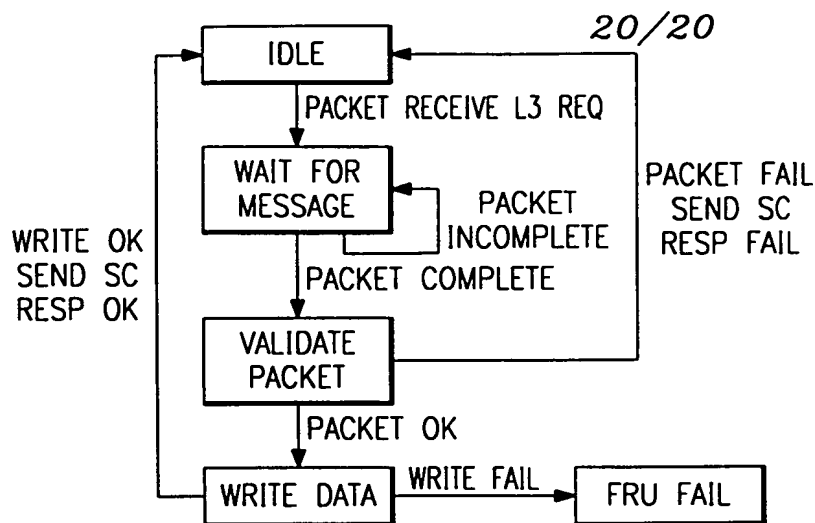 20/20
IDLE
PACKET RECEIVE L3 REQ
WAIT FOR
MESSAGE
PACKET
INCOMPLETE
PACKET FAIL
SEND SC
RESP FAIL
WRITE OK
SEND SC
RESP OK
PACKET COMPLETE
VALIDATE
PACKET
PACKET OK
WRITE DATA
WRITE FAIL
FRU FAIL